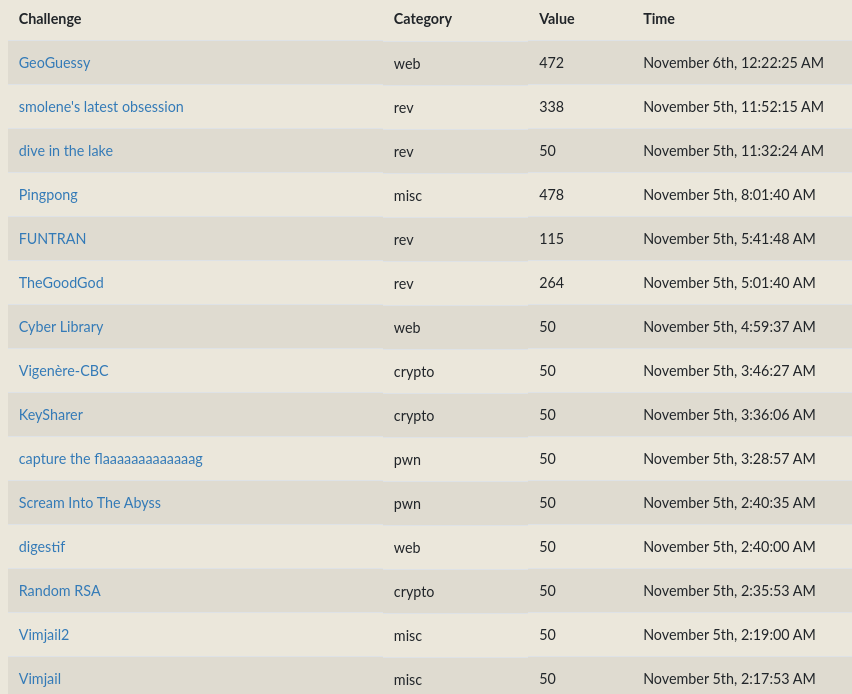 Challenge Category Value Time
GeoGuessy web 472 November 6th, 12:22:25 AM
smolene's latest obsession rev 338 November 5th, 11:52:15 AM
dive in the lake rev 50 November 5th, 11:32:24 AM
Pingpong misc 478 November 5th, 8:01:40 AM
FUNTRAN rev 115 November 5th, 5:41:48 AM
TheGoodGod rev 264 November 5th, 5:01:40 AM
Cyber Library web 50 November 5th, 4:59:37 AM
Vigenère-CBC crypto 50 November 5th, 3:46:27 AM
KeySharer crypto 50 November 5th, 3:36:06 AM
capture the flaaaaaaaaaaaaag pwn 50 November 5th, 3:28:57 AM
Scream Into The Abyss pwn 50 November 5th, 2:40:35 AM
digestif web 50 November 5th, 2:40:00 AM
Random RSA crypto 50 November 5th, 2:35:53 AM
Vimjail2 misc 50 November 5th, 2:19:00 AM
Vimjail misc 50 November 5th, 2:17:53 AM